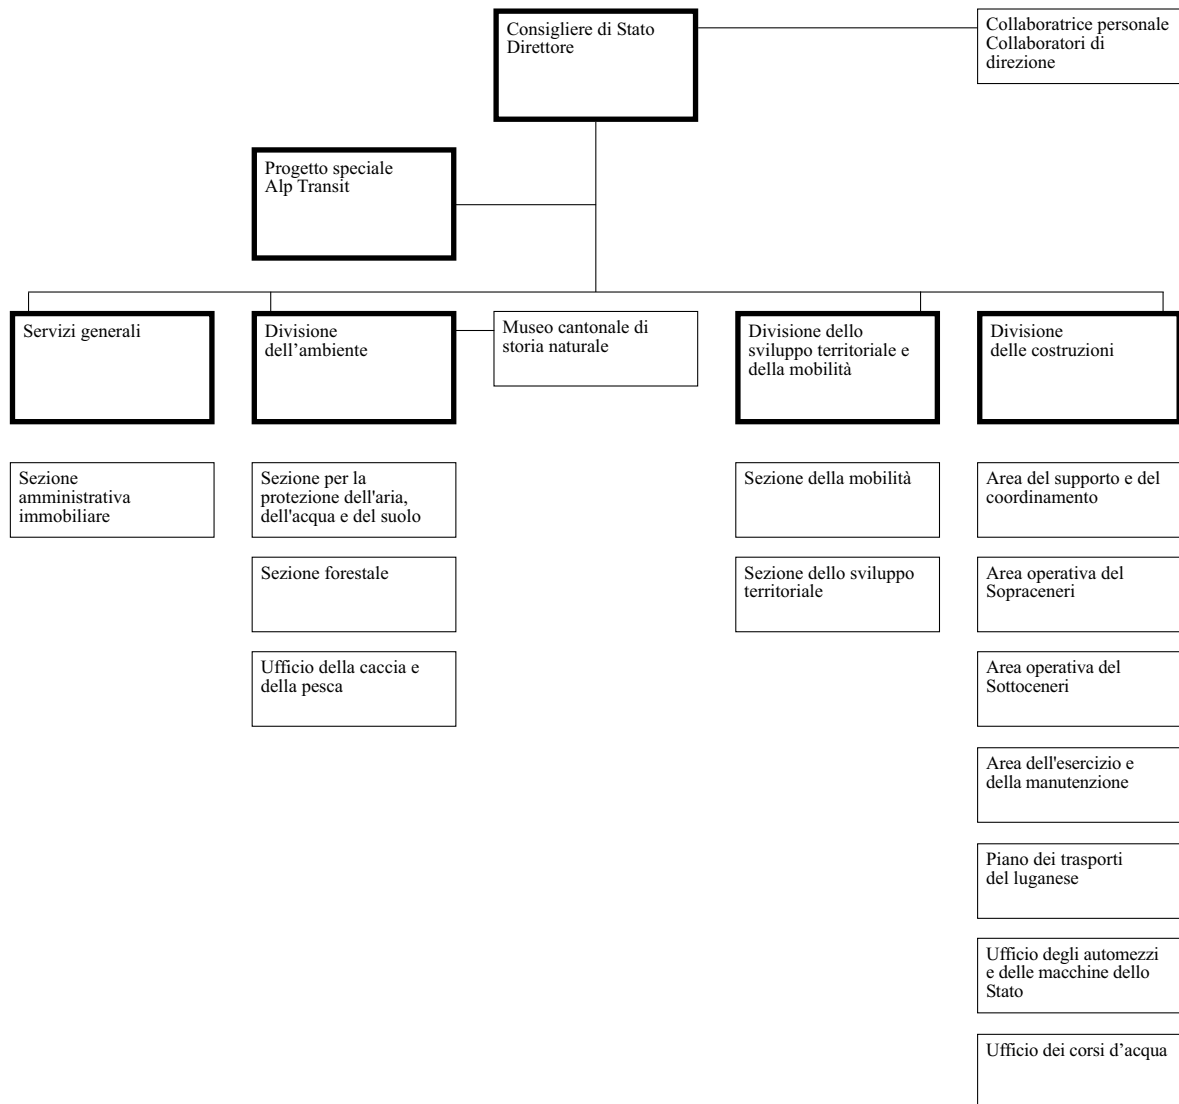 Consigliere di Stato
Direttore
Collaboratrice personale
Collaboratori di
direzione
Progetto speciale
Alp Transit
Servizi generali
Divisione
dell’ambiente
Museo cantonale di
storia naturale
Divisione dello
sviluppo territoriale e
della mobilità
Divisione
delle costruzioni
Sezione
amministrativa
immobiliare
Sezione per la
protezione dell'aria,
dell'acqua e del suolo
Sezione della mobilità
Area del supporto e del
coordinamento
Sezione forestale
Sezione dello sviluppo
territoriale
Area operativa del
Sopraceneri
Ufficio della caccia e
della pesca
Area operativa del
Sottoceneri
Area dell'esercizio e
della manutenzione
Piano dei trasporti
del luganese
Ufficio degli automezzi
e delle macchine dello
Stato
Ufficio dei corsi d’acqua